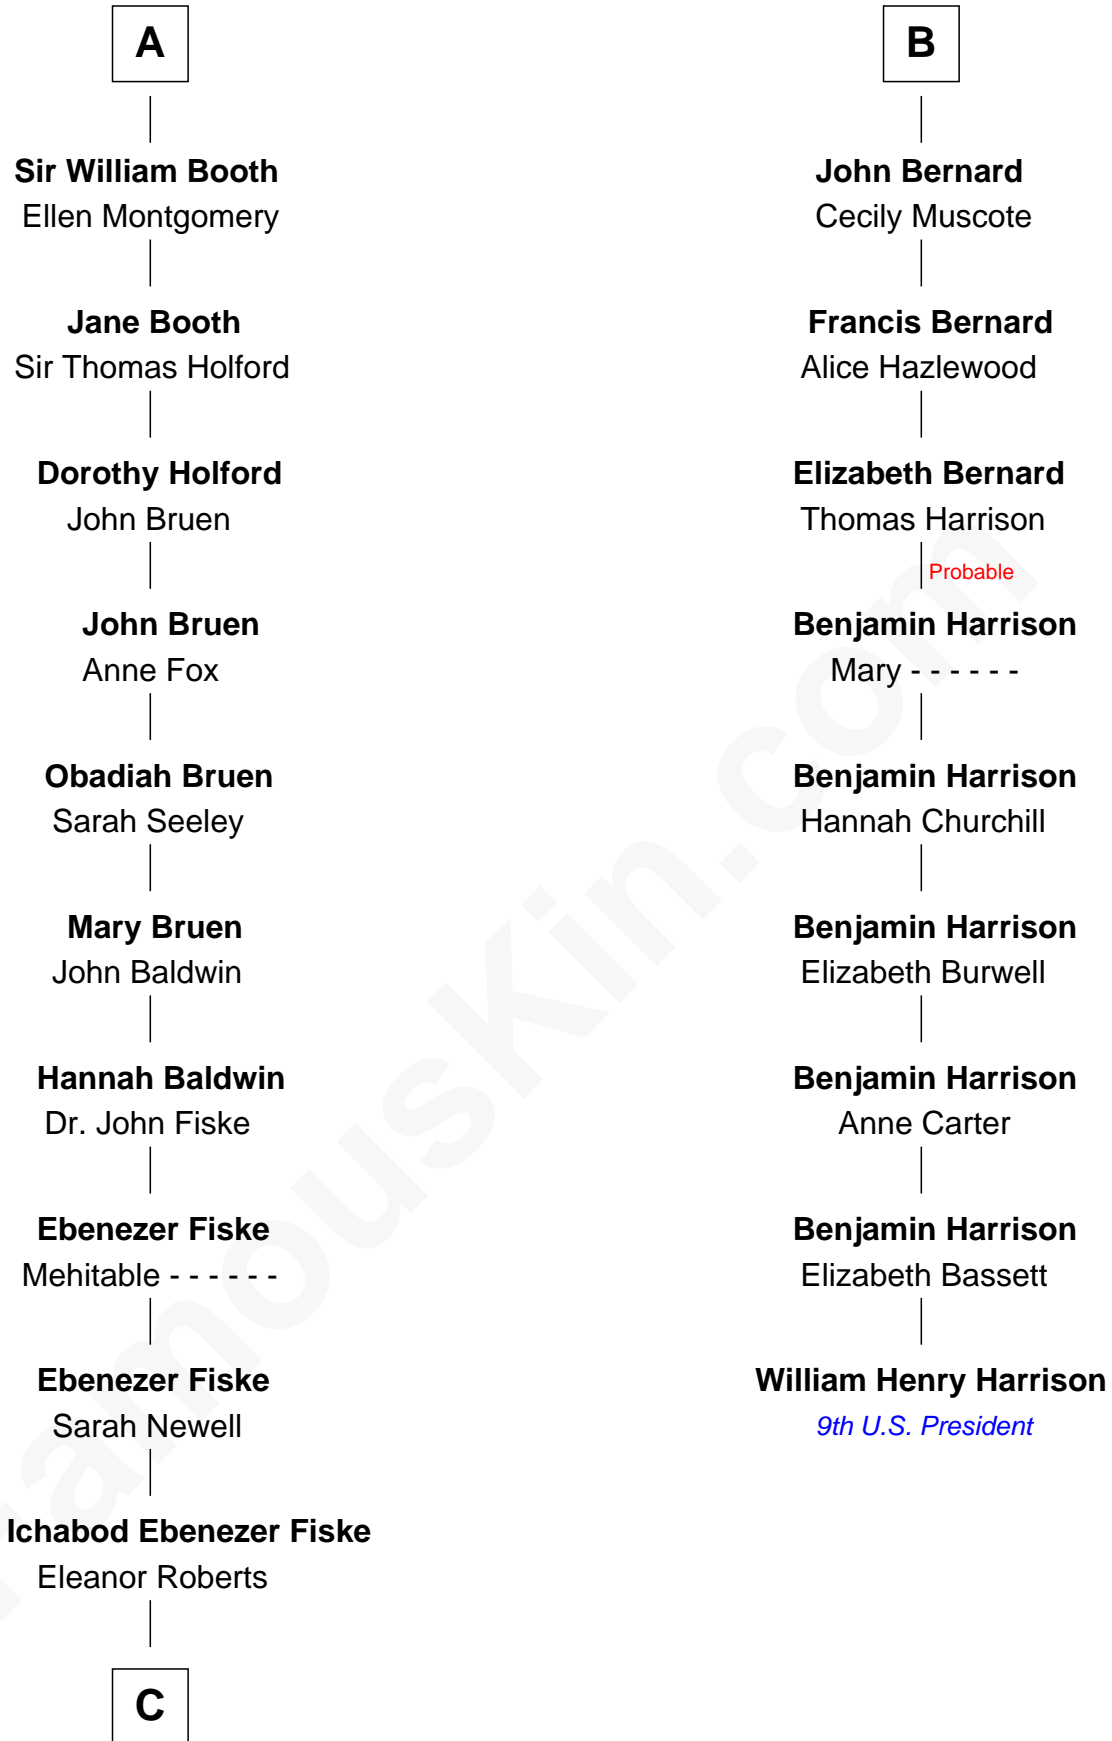 A
Sir William Booth
Ellen Montgomery
Jane Booth
Sir Thomas Holford
Dorothy Holford
John Bruen
John Bruen
Anne Fox
Obadiah Bruen
Sarah Seeley
Mary Bruen
John Baldwin
Hannah Baldwin
Dr. John Fiske
Ebenezer Fiske
Mehitable - - - - - -
Ebenezer Fiske
Sarah Newell
Ichabod Ebenezer Fiske
Eleanor Roberts
C
B
John Bernard
Cecily Muscote
Francis Bernard
Alice Hazlewood
Elizabeth Bernard
Thomas Harrison
Probable
Benjamin Harrison
Mary - - - - - -
Benjamin Harrison
Hannah Churchill
Benjamin Harrison
Elizabeth Burwell
Benjamin Harrison
Anne Carter
Benjamin Harrison
Elizabeth Bassett
William Henry Harrison
9th U.S. President
FamousKin.com